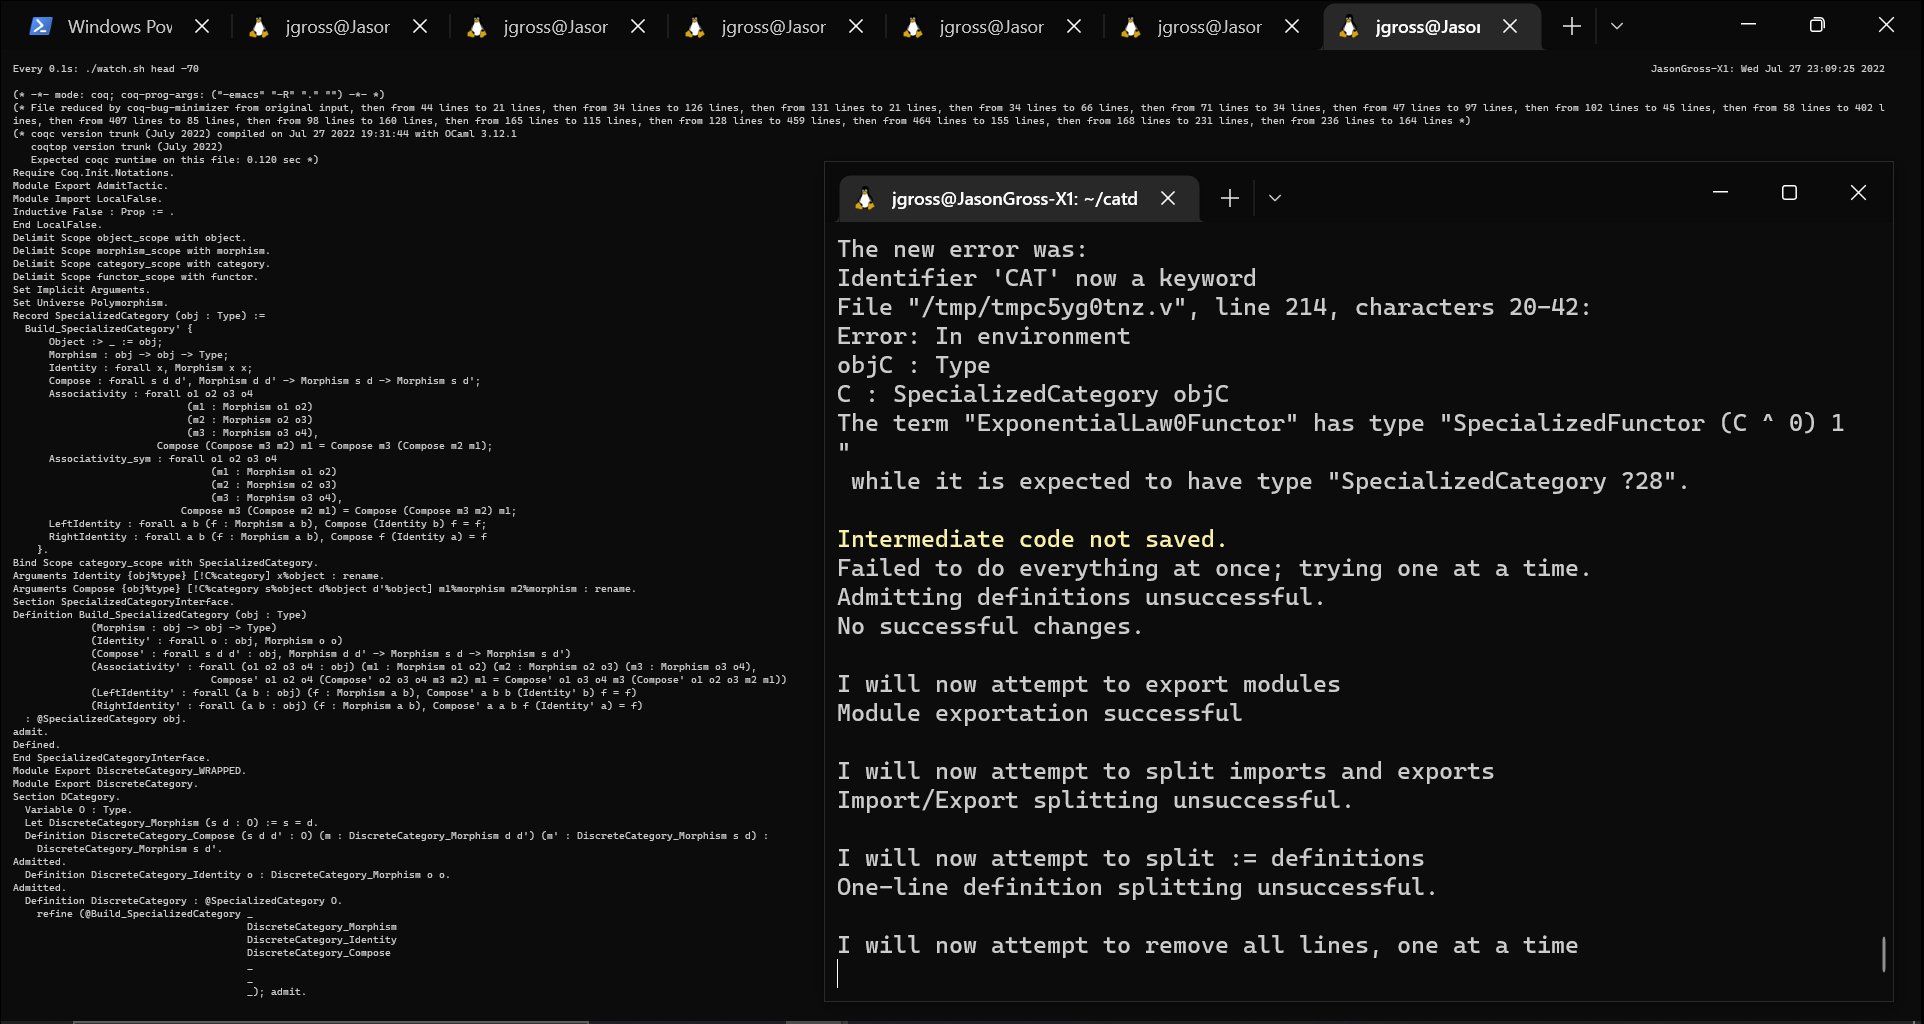 Windows Pov
jgross@Jasor
jgross@Jasor
jgross@Jasor
jgross@Jasor
jgross@Jasor
jgross@Jasor
Every 0.1s: ./watch.sh head -70
JasonGross-X1: Wed Jul 27 23:09:25 2022
(* -*- mode: coq; coq-prog-args: ("-emacs" "-R" "." "") -*- *)
(* File reduced by coq-bug-minimizer from original input, then from 44 lines to 21 lines, then from 34 lines to 126 lines, then from 131 lines to 21 lines, then from 34 lines to 66 lines, then from 71 lines to 34 lines, then from 47 lines to 97 lines, then from 102 lines to 45 lines, then from 58 lines to 402 l
ines, then from 407 lines to 85 lines, then from 98 lines to 160 lines, then from 165 lines to 115 lines, then from 128 lines to 459 lines, then from 464 lines to 155 lines, then from 168 lines to 231 lines, then from 236 lines to 164 lines *)
(* coqc version trunk (July 2022) compiled on Jul 27 2022 19:31:44 with OCaml 3.12.1
   coqtop version trunk (July 2022)
   Expected coqc runtime on this file: 0.120 sec *)
Require Coq.Init.Notations.
Module Export AdmitTactic.
Module Import LocalFalse.
Inductive False : Prop := .
End LocalFalse.
Delimit Scope object_scope with object.
Delimit Scope morphism_scope with morphism.
Delimit Scope category_scope with category.
Delimit Scope functor_scope with functor.
Set Implicit Arguments.
Set Universe Polymorphism.
Record SpecializedCategory (obj : Type) :=
  Build_SpecializedCategory' {
      Object :> _ := obj;
      Morphism : obj -> obj -> Type;
      Identity : forall x, Morphism x x;
      Compose : forall s d d', Morphism d d' -> Morphism s d -> Morphism s d';
      Associativity : forall o1 o2 o3 o4
                             (m1 : Morphism o1 o2)
                             (m2 : Morphism o2 o3)
                             (m3 : Morphism o3 o4),
                        Compose (Compose m3 m2) m1 = Compose m3 (Compose m2 m1);
      Associativity_sym : forall o1 o2 o3 o4
                                 (m1 : Morphism o1 o2)
                                 (m2 : Morphism o2 o3)
                                 (m3 : Morphism o3 o4),
                            Compose m3 (Compose m2 m1) = Compose (Compose m3 m2) m1;
      LeftIdentity : forall a b (f : Morphism a b), Compose (Identity b) f = f;
      RightIdentity : forall a b (f : Morphism a b), Compose f (Identity a) = f
    }.
Bind Scope category_scope with SpecializedCategory.
Arguments Identity {obj%type} [!C%category] x%object : rename.
Arguments Compose {obj%type} [!C%category s%object d%object d'%object] m1%morphism m2%morphism : rename.
Section SpecializedCategoryInterface.
Definition Build_SpecializedCategory (obj : Type)
             (Morphism : obj -> obj -> Type)
             (Identity' : forall o : obj, Morphism o o)
             (Compose' : forall s d d' : obj, Morphism d d' -> Morphism s d -> Morphism s d')
             (Associativity' : forall (o1 o2 o3 o4 : obj) (m1 : Morphism o1 o2) (m2 : Morphism o2 o3) (m3 : Morphism o3 o4),
                                 Compose' o1 o2 o4 (Compose' o2 o3 o4 m3 m2) m1 = Compose' o1 o3 o4 m3 (Compose' o1 o2 o3 m2 m1))
             (LeftIdentity' : forall (a b : obj) (f : Morphism a b), Compose' a b b (Identity' b) f = f)
             (RightIdentity' : forall (a b : obj) (f : Morphism a b), Compose' a a b f (Identity' a) = f)
  : @SpecializedCategory obj.
admit.
Defined.
End SpecializedCategoryInterface.
Module Export DiscreteCategory_WRAPPED.
Module Export DiscreteCategory.
Section DCategory.
  Variable O : Type.
  Let DiscreteCategory_Morphism (s d : O) := s = d.
  Definition DiscreteCategory_Compose (s d d' : O) (m : DiscreteCategory_Morphism d d') (m' : DiscreteCategory_Morphism s d) :
    DiscreteCategory_Morphism s d'.
Admitted.
  Definition DiscreteCategory_Identity o : DiscreteCategory_Morphism o o.
Admitted.
  Definition DiscreteCategory : @SpecializedCategory O.
    refine (@Build_SpecializedCategory _
                                       DiscreteCategory_Morphism
                                       DiscreteCategory_Identity
                                       DiscreteCategory_Compose
                                       _
                                       _
                                       _); admit.
jgross@JasonGross-X1: ~/catd
The new error was:
Identifier 'CAT' now a keyword
File "/tmp/tmpc5yg0tnz.v", line 214, characters 20-42:
Error: In environment
objC : Type
C : SpecializedCategory objC
The term "ExponentialLaw0Functor" has type "SpecializedFunctor (C ^ 0) 1
"
 while it is expected to have type "SpecializedCategory ?28".
Intermediate code not saved.
Failed to do everything at once; trying one at a time.
Admitting definitions unsuccessful.
No successful changes.
I will now attempt to export modules
Module exportation successful
I will now attempt to split imports and exports
Import/Export splitting unsuccessful.
I will now attempt to split := definitions
One-line definition splitting unsuccessful.
I will now attempt to remove all lines, one at a time